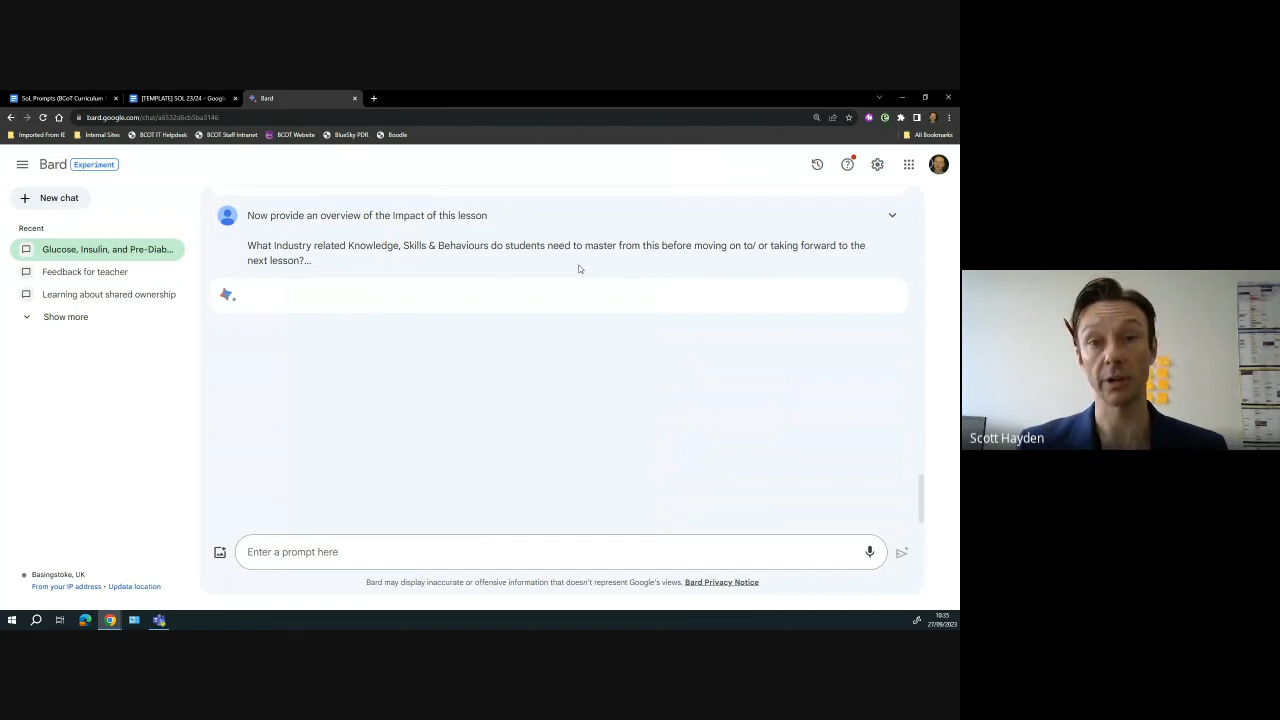 SoL Prompts (BCoT Curriculum
[TEMPLATE] SOL 23/24 - Google
Bard
bard.google.com/chat/a6532d6cb5ba3146
Imported From IE
Internal Sites
BCOT IT Helpdesk
BCOT Staff Intranet
BCOT Website
BlueSky PDR
Boodle
All Bookmarks
Bard
Experiment
New chat
Recent
Glucose, Insulin, and Pre-Diab...
Feedback for teacher
Learning about shared ownership
Show more
Now provide an overview of the Impact of this lesson
What Industry related Knowledge, Skills & Behaviours do students need to master from this before moving on to/ or taking forward to the
next lesson?...
Scott Hayden
Enter a prompt here
Bard may display inaccurate or offensive information that doesn't represent Google's views. Bard Privacy Notice
Basingstoke, UK
From your IP address • Update location
10:35
27/09/2023